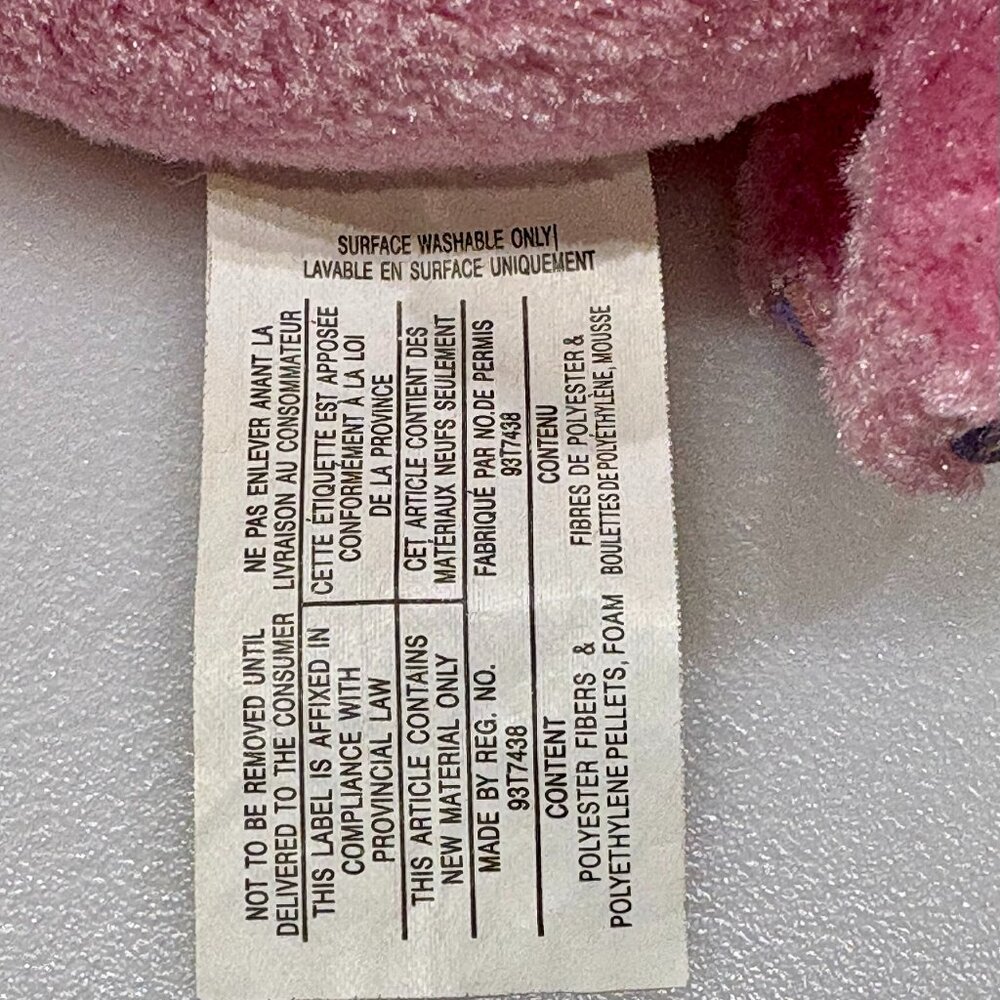 SURFACE WASHABLE ONLY
LAVABLE EN SURFACE UNIQUEMENT
NOT TO BE REMOVED UNTIL
DELIVERED TO THE CONSUMER
THIS LABEL IS AFFIXED IN
COMPLIANCE WITH
PROVINCIAL LAW
THIS ARTICLE CONTAINS
NEW MATERIAL ONLY
MADE BY REG. NO.
93T7438
CONTENT
POLYESTER FIBERS &
POLYETHYLENE PELLETS, FOAM
NE PAS ENLEVER ANANT LA
LIVRAISON AU CONSOMMATEUR
CETTE ÉTIQUETTE EST APPOSÉE
CONFORMÉMENT À LA LOI
DE LA PROVINCE
CET ARTICLE CONTIENT DES
MATÉRIAUX NEUFS SEULEMENT
FABRIQUÉ PAR NO.DE PERMIS
93T7438
CONTENU
FIBRES DE POLYESTER &
BOULETTES DE POLYÉTHYLÈNE, MOUSSE